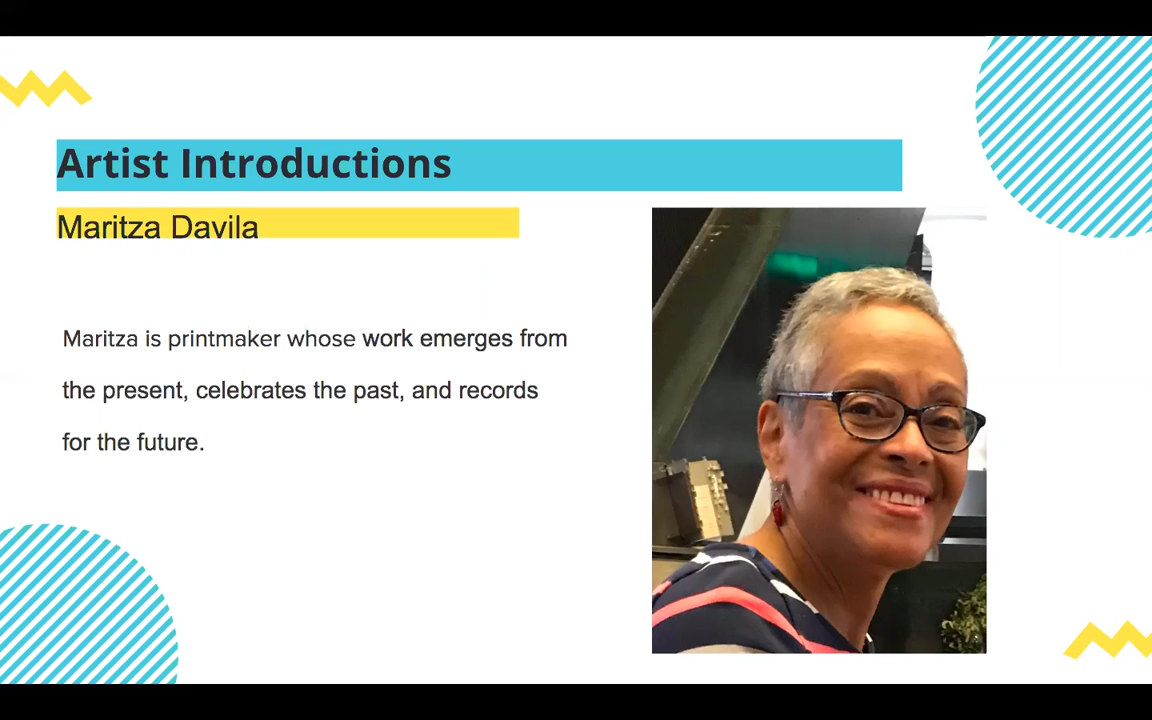 Artist Introductions
Maritza Davila
Maritza is printmaker whose work emerges from
the present, celebrates the past, and records
for the future.